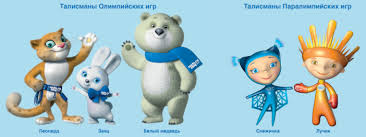 Талисманы Олимпийских игр
Талисманы Паралимпийских игр
Леопард
Заяц
Белый медведь
Снежинка
Лучик